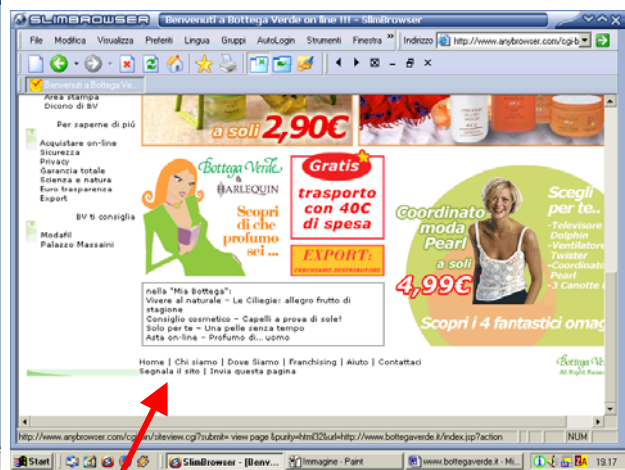 SLIMBROWSER Benvenuti a Bottega Verde on line !!! - SlimBrowser
File Modifica Visualizza Preferiti Lingua Gruppi AutoLogin Strumenti Finestra » Indirizzo http://www.anybrowser.com/cgi-b
Benvenuti a Bottega Ve...
Area stampa
Dicono di BV
Per saperne di più
Acquistare on-line
Sicurezza
Privacy
Garanzia totale
Scienza e natura
Euro trasparenza
Export
BV ti consiglia
Modafil
Palazzo Massaini
a soli 2,90€
Bottega Verde
&
HARLEQUIN
Scopri
di che
profumo
sei ...
Gratis
trasporto
con 40€
di spesa
EXPORT:
CERCHIAMO DISTRIBUTORI
Coordinato
moda
Pearl
a soli
4,99€
Scegli
per te..
-Televisore
Dolphin
-Ventilatore
Twister
-Coordinato
Pearl
-3 Canotte
Scopri i 4 fantastici omag
nella "Mia Bottega":
Vivere al naturale - Le Ciliegie: allegro frutto di
stagione
Consiglio cosmetico - Capelli a prova di sole!
Solo per te - Una pelle senza tempo
Asta on-line - Profumo di... uomo
Home | Chi siamo | Dove Siamo | Franchising | Aiuto | Contattaci
Segnala il sito | Invia questa pagina
Bottega Ve
All Right Rese
http://www.anybrowser.com/cgi-bin/siteview.cgi?submit= view page &purity=html32&url=http://www.bottegaverde.it/index.jsp?action NUM
Start SlimBrowser - [Benv... Immagine - Paint www.bottegaverde.it - Mi... 19.17